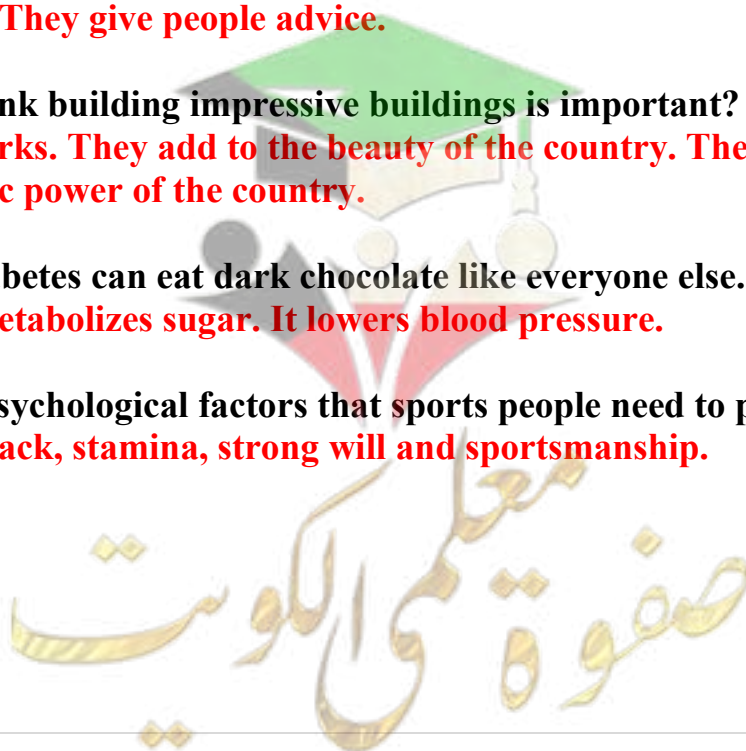 They give people advice.
nk building impressive buildings is important?
rks. They add to the beauty of the country. The
c power of the country.
betes can eat dark chocolate like everyone else.
etabolizes sugar. It lowers blood pressure.
sychological factors that sports people need to p
ack, stamina, strong will and sportsmanship.
صفوة معلمى الكويت